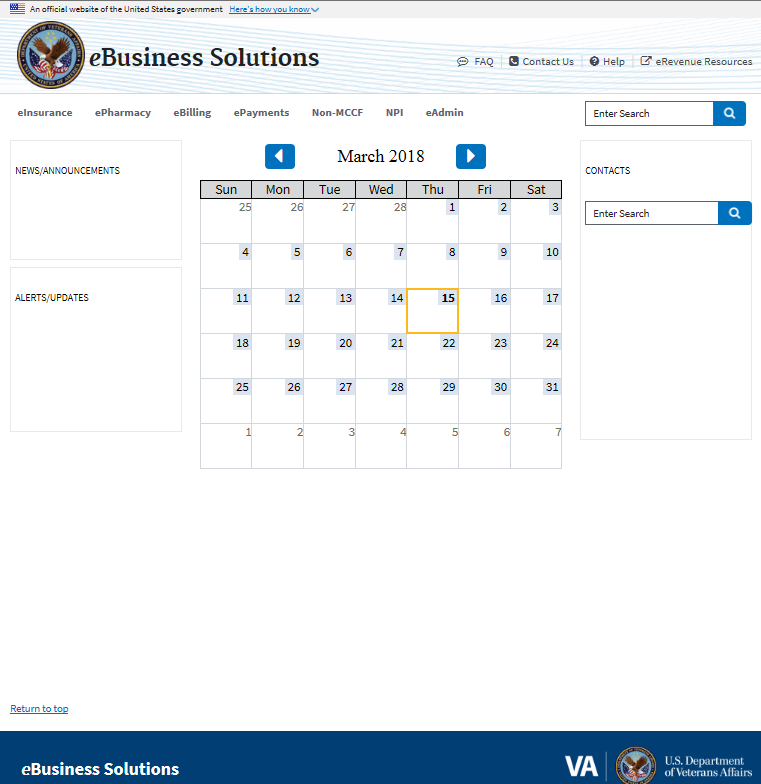 An official website of the United States government Here's how you know
eBusiness Solutions
FAQ Contact Us Help eRevenue Resources
eInsurance ePharmacy eBilling ePayments Non-MCCF NPI eAdmin
Enter Search
NEWS/ANNOUNCEMENTS
ALERTS/UPDATES
March 2018
Sun Mon Tue Wed Thu Fri Sat
25 26 27 28 1 2 3
4 5 6 7 8 9 10
11 12 13 14 15 16 17
18 19 20 21 22 23 24
25 26 27 28 29 30 31
1 2 3 4 5 6 7
CONTACTS
Enter Search
Return to top
eBusiness Solutions
VA
U.S. Department
of Veterans Affairs